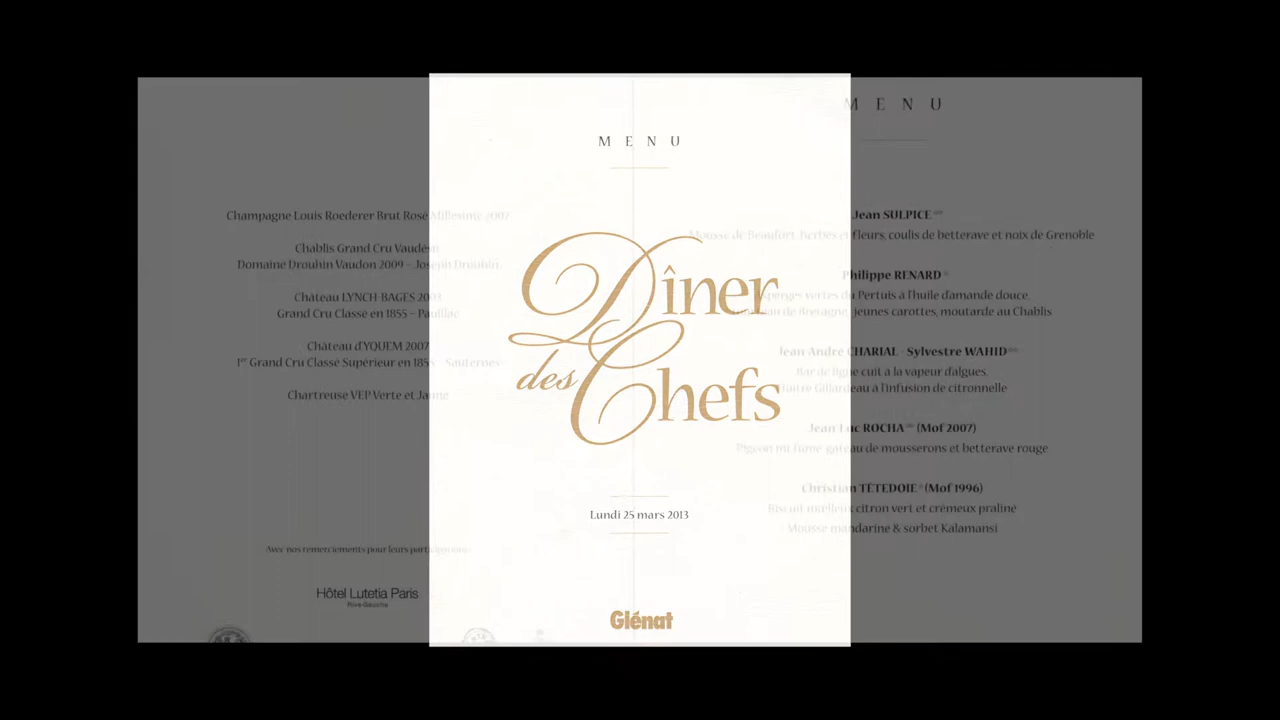 MENU
Dîner
des Chefs
Lundi 25 mars 2013
Glénat
Champagne Louis Roederer Brut Rosé Millésime 2007
Chablis Grand Cru Vaudésir
Domaine Drouhin Vaudon 2009 – Joseph Drouhin
Château LYNCH-BAGES 2003
Grand Cru Classé en 1855 – Pauillac
Château d'YQUEM 2007
1er Grand Cru Classé Supérieur en 1855 – Sauternes
Chartreuse VEP Verte et Jaune
Avec nos remerciements pour leurs participations
Hôtel Lutetia Paris
Rive Gauche
MENU
Jean SULPICE
Mousse de Beaufort, herbes et fleurs, coulis de betterave et noix de Grenoble
Philippe RENARD
Asperges vertes du Pertuis à l'huile d'amande douce,
de Bretagne, jeunes carottes, moutarde au Chablis
Jean-André CHARIAL - Sylvestre WAHID
Bar de ligne cuit à la vapeur d'algues,
Huître Gillardeau à l'infusion de citronnelle
Jean-Luc ROCHA (Mof 2007)
Pigeon mi-fumé gâteau de mousserons et betterave rouge
Christian TÊTEDOIE (Mof 1996)
Biscuit moelleux citron vert et crémeux praliné
Mousse mandarine & sorbet Kalamansi